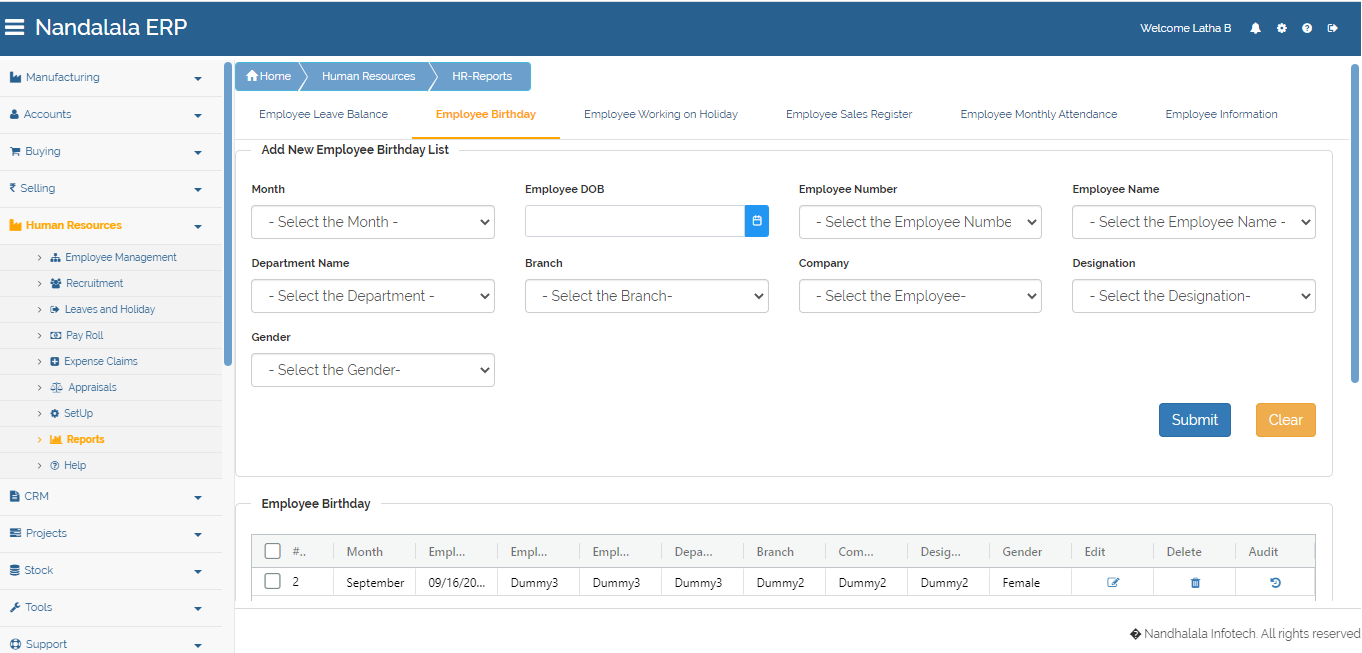 Nandalala ERP
Welcome Latha B
Manufacturing
Accounts
Buying
₹ Selling
Human Resources
Employee Management
Recruitment
Leaves and Holiday
Pay Roll
Expense Claims
Appraisals
SetUp
Reports
Help
CRM
Projects
Stock
Tools
Support
Home Human Resources HR-Reports
Employee Leave Balance Employee Birthday Employee Working on Holiday Employee Sales Register Employee Monthly Attendance Employee Information
Add New Employee Birthday List
Month Employee DOB Employee Number Employee Name
- Select the Month - - Select the Employee Numbe - Select the Employee Name -
Department Name Branch Company Designation
- Select the Department - - Select the Branch- - Select the Employee- - Select the Designation-
Gender
- Select the Gender-
Submit Clear
Employee Birthday
#.. Month Empl... Empl... Empl... Depa... Branch Com... Desig... Gender Edit Delete Audit
2 September 09/16/20... Dummy3 Dummy3 Dummy3 Dummy2 Dummy2 Dummy2 Female
� Nandhalala Infotech. All rights reserved